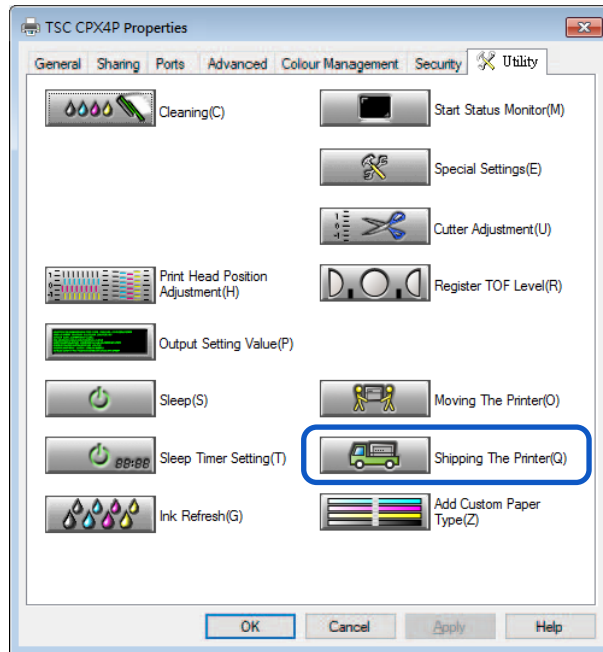 TSC CPX4P Properties
General Sharing Ports Advanced Colour Management Security Utility
Cleaning(C)
Start Status Monitor(M)
Special Settings(E)
Cutter Adjustment(U)
Print Head Position
Adjustment(H)
Register TOF Level(R)
Output Setting Value(P)
Sleep(S)
Moving The Printer(O)
88:88
Sleep Timer Setting(T)
Shipping The Printer(Q)
Ink Refresh(G)
Add Custom Paper
Type(Z)
OK Cancel Apply Help